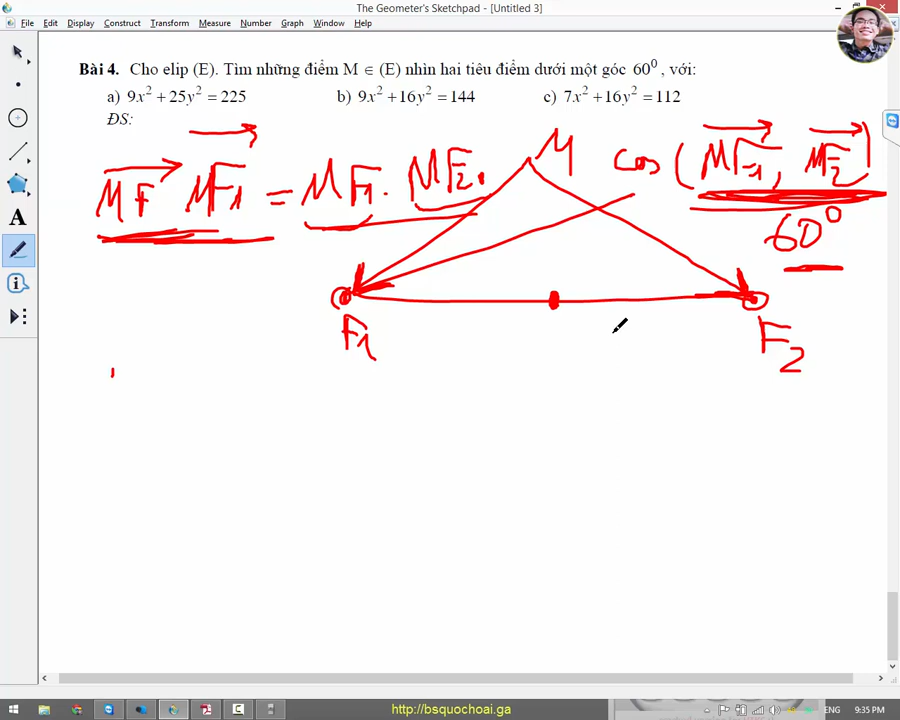 The Geometer's Sketchpad - [Untitled 3]
File Edit Display Construct Transform Measure Number Graph Window Help
Bài 4. Cho elip (E). Tìm những điểm M ∈ (E) nhìn hai tiêu điểm dưới một góc 60⁰ , với:
a) 9x² + 25y² = 225 b) 9x² + 16y² = 144 c) 7x² + 16y² = 112
ĐS:
M
MF MF1 = MF1 . MF2 . cos (MF1, MF2)
60⁰
F1
F2
A
http://bsquochoai.ga
ENG 9:35 PM